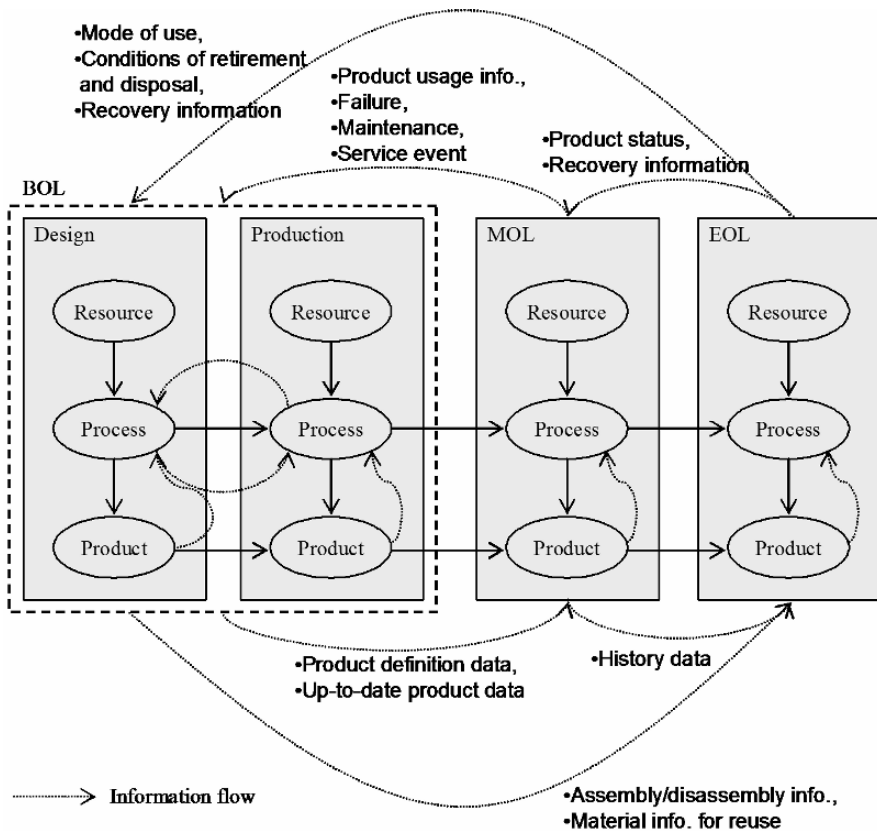 •Mode of use,
•Conditions of retirement
and disposal,
•Recovery information
•Product usage info.,
•Failure,
•Maintenance,
•Service event
•Product status,
•Recovery information
BOL
Design
Production
MOL
EOL
Resource
Resource
Resource
Resource
Process
Process
Process
Process
Product
Product
Product
Product
•Product definition data,
•Up-to-date product data
•History data
Information flow
•Assembly/disassembly info.,
•Material info. for reuse